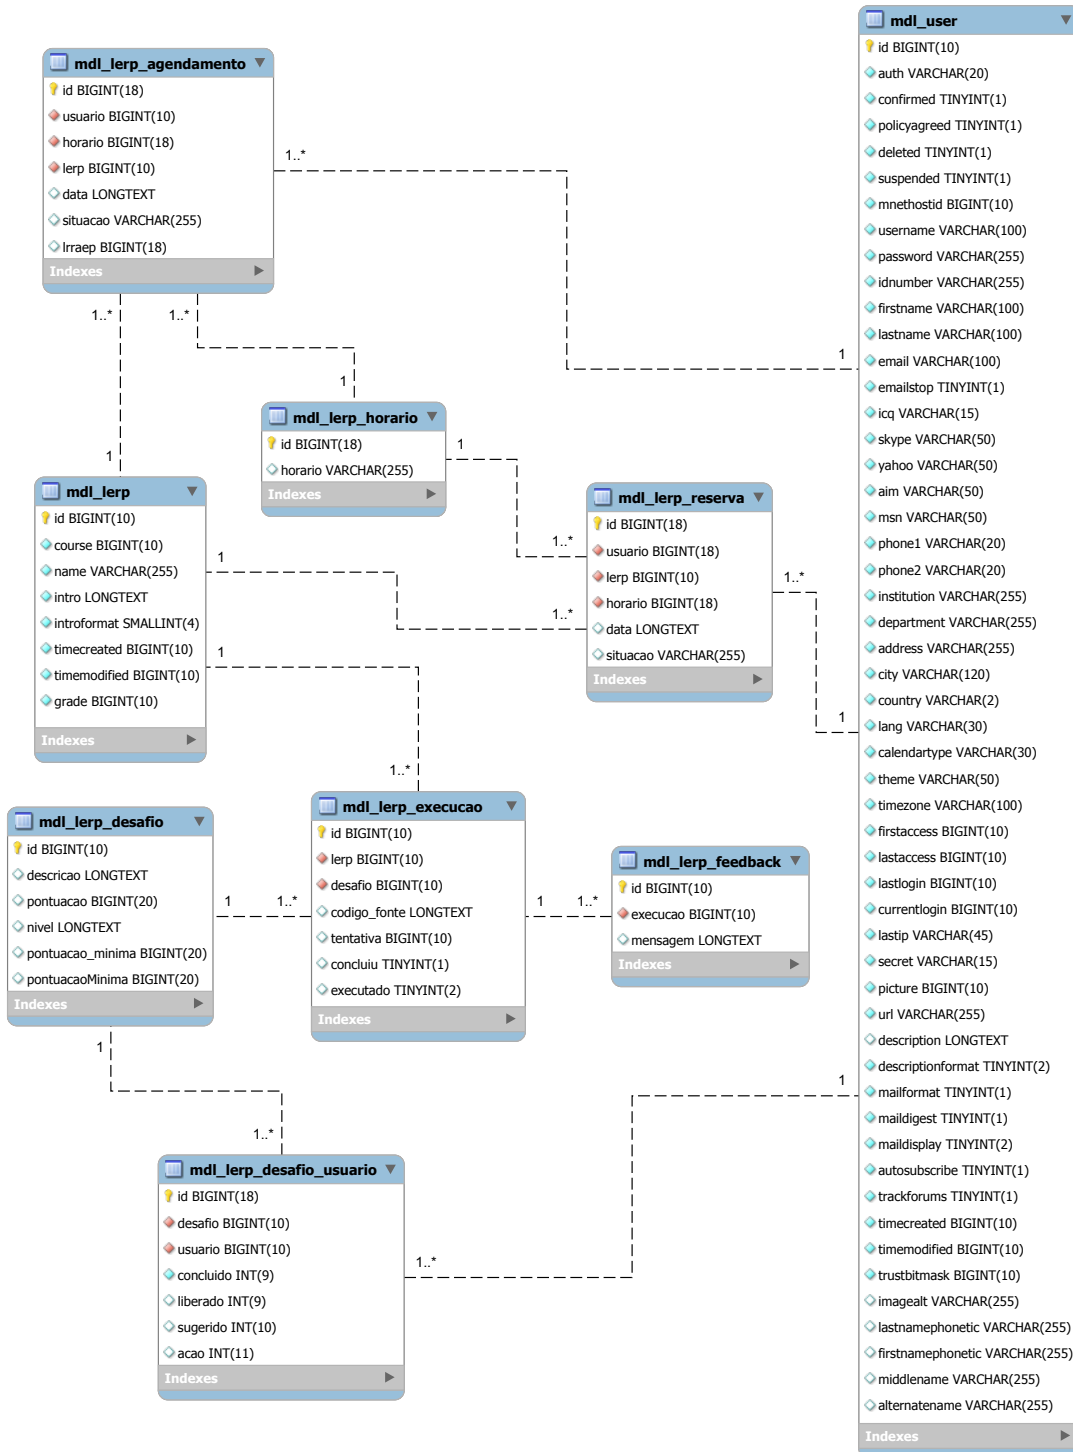 mdl_lerp_agendamento
id BIGINT(18)
usuario BIGINT(10)
horario BIGINT(18)
lerp BIGINT(10)
data LONGTEXT
situacao VARCHAR(255)
lrraep BIGINT(18)
Indexes
1..*
1
1..*
1..*
1
1
mdl_lerp_horario
id BIGINT(18)
horario VARCHAR(255)
Indexes
1
1..*
mdl_lerp
id BIGINT(10)
course BIGINT(10)
name VARCHAR(255)
intro LONGTEXT
introformat SMALLINT(4)
timecreated BIGINT(10)
timemodified BIGINT(10)
grade BIGINT(10)
Indexes
1
1..*
1
1..*
mdl_lerp_reserva
id BIGINT(18)
usuario BIGINT(18)
lerp BIGINT(10)
horario BIGINT(18)
data LONGTEXT
situacao VARCHAR(255)
Indexes
1..*
1
mdl_lerp_desafio
id BIGINT(10)
descricao LONGTEXT
pontuacao BIGINT(20)
nivel LONGTEXT
pontuacao_minima BIGINT(20)
pontuacaoMinima BIGINT(20)
Indexes
1
1..*
mdl_lerp_execucao
id BIGINT(10)
lerp BIGINT(10)
desafio BIGINT(10)
codigo_fonte LONGTEXT
tentativa BIGINT(10)
concluiu TINYINT(1)
executado TINYINT(2)
Indexes
1
1..*
mdl_lerp_feedback
id BIGINT(10)
execucao BIGINT(10)
mensagem LONGTEXT
Indexes
1
1..*
mdl_lerp_desafio_usuario
id BIGINT(18)
desafio BIGINT(10)
usuario BIGINT(10)
concluido INT(9)
liberado INT(9)
sugerido INT(10)
acao INT(11)
Indexes
1..*
1
mdl_user
id BIGINT(10)
auth VARCHAR(20)
confirmed TINYINT(1)
policyagreed TINYINT(1)
deleted TINYINT(1)
suspended TINYINT(1)
mnethostid BIGINT(10)
username VARCHAR(100)
password VARCHAR(255)
idnumber VARCHAR(255)
firstname VARCHAR(100)
lastname VARCHAR(100)
email VARCHAR(100)
emailstop TINYINT(1)
icq VARCHAR(15)
skype VARCHAR(50)
yahoo VARCHAR(50)
aim VARCHAR(50)
msn VARCHAR(50)
phone1 VARCHAR(20)
phone2 VARCHAR(20)
institution VARCHAR(255)
department VARCHAR(255)
address VARCHAR(255)
city VARCHAR(120)
country VARCHAR(2)
lang VARCHAR(30)
calendartype VARCHAR(30)
theme VARCHAR(50)
timezone VARCHAR(100)
firstaccess BIGINT(10)
lastaccess BIGINT(10)
lastlogin BIGINT(10)
currentlogin BIGINT(10)
lastip VARCHAR(45)
secret VARCHAR(15)
picture BIGINT(10)
url VARCHAR(255)
description LONGTEXT
descriptionformat TINYINT(2)
mailformat TINYINT(1)
maildigest TINYINT(1)
maildisplay TINYINT(2)
autosubscribe TINYINT(1)
trackforums TINYINT(1)
timecreated BIGINT(10)
timemodified BIGINT(10)
trustbitmask BIGINT(10)
imagealt VARCHAR(255)
lastnamephonetic VARCHAR(255)
firstnamephonetic VARCHAR(255)
middlename VARCHAR(255)
alternatename VARCHAR(255)
Indexes